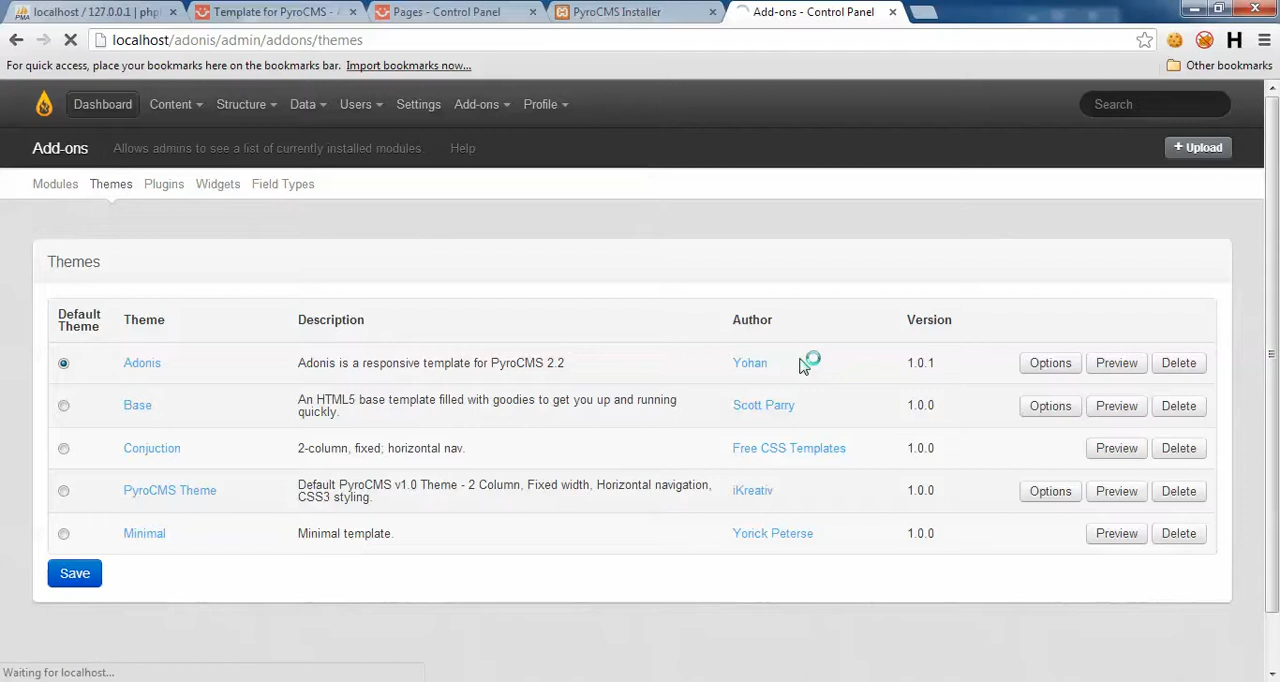 localhost / 127.0.0.1 | phpl
Template for PyroCMS - A
Pages - Control Panel
PyroCMS Installer
Add-ons - Control Panel
localhost/adonis/admin/addons/themes
For quick access, place your bookmarks here on the bookmarks bar. Import bookmarks now...
Other bookmarks
Dashboard Content Structure Data Users Settings Add-ons Profile Search
Add-ons Allows admins to see a list of currently installed modules Help + Upload
Modules Themes Plugins Widgets Field Types
Themes
Default Theme Theme Description Author Version
Adonis Adonis is a responsive template for PyroCMS 2.2 Yohan 1.0.1 Options Preview Delete
Base An HTML5 base template filled with goodies to get you up and running quickly. Scott Parry 1.0.0 Options Preview Delete
Conjuction 2-column, fixed; horizontal nav. Free CSS Templates 1.0.0 Preview Delete
PyroCMS Theme Default PyroCMS v1.0 Theme - 2 Column, Fixed width, Horizontal navigation, CSS3 styling. iKreativ 1.0.0 Options Preview Delete
Minimal Minimal template. Yorick Peterse 1.0.0 Preview Delete
Save
Waiting for localhost...